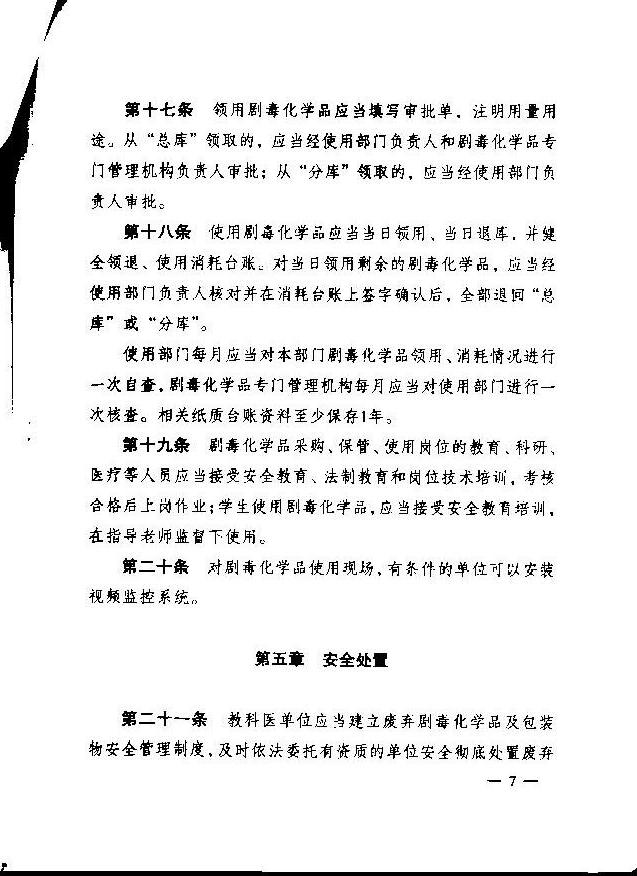 第十七条 领用剧毒化学品应当填写审批单,注明用量用
途。从“总库”领取的,应当经使用部门负责人和剧毒化学品专
门管理机构负责人审批;从“分库”领取的,应当经使用部门负
责人审批。
第十八条 使用剧毒化学品应当当日领用、当日退库,并健
全领退、使用消耗台账。对当日领用剩余的剧毒化学品,应当经
使用部门负责人核对并在消耗台账上签字确认后,全部退回“总
库”或“分库”。
使用部门每月应当对本部门剧毒化学品领用、消耗情况进行
一次自查,剧毒化学品专门管理机构每月应当对使用部门进行一
次核查。相关纸质台账资料至少保存1年。
第十九条 剧毒化学品采购、保管、使用岗位的教育、科研、
医疗等人员应当接受安全教育、法制教育和岗位技术培训,考核
合格后上岗作业;学生使用剧毒化学品,应当接受安全教育培训,
在指导老师监督下使用。
第二十条 对剧毒化学品使用现场,有条件的单位可以安装
视频监控系统。
第五章 安全处置
第二十一条 教科医单位应当建立废弃剧毒化学品及包装
物安全管理制度,及时依法委托有资质的单位安全彻底处置废弃
— 7 —